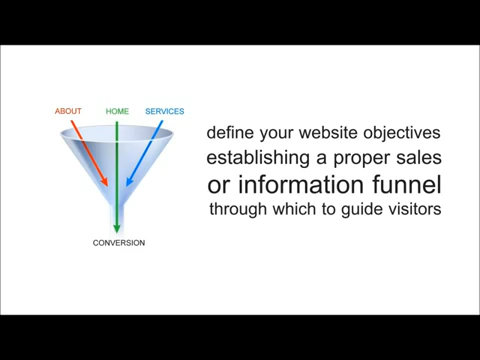 ABOUT HOME SERVICES
CONVERSION
define your website objectives
establishing a proper sales
or information funnel
through which to guide visitors